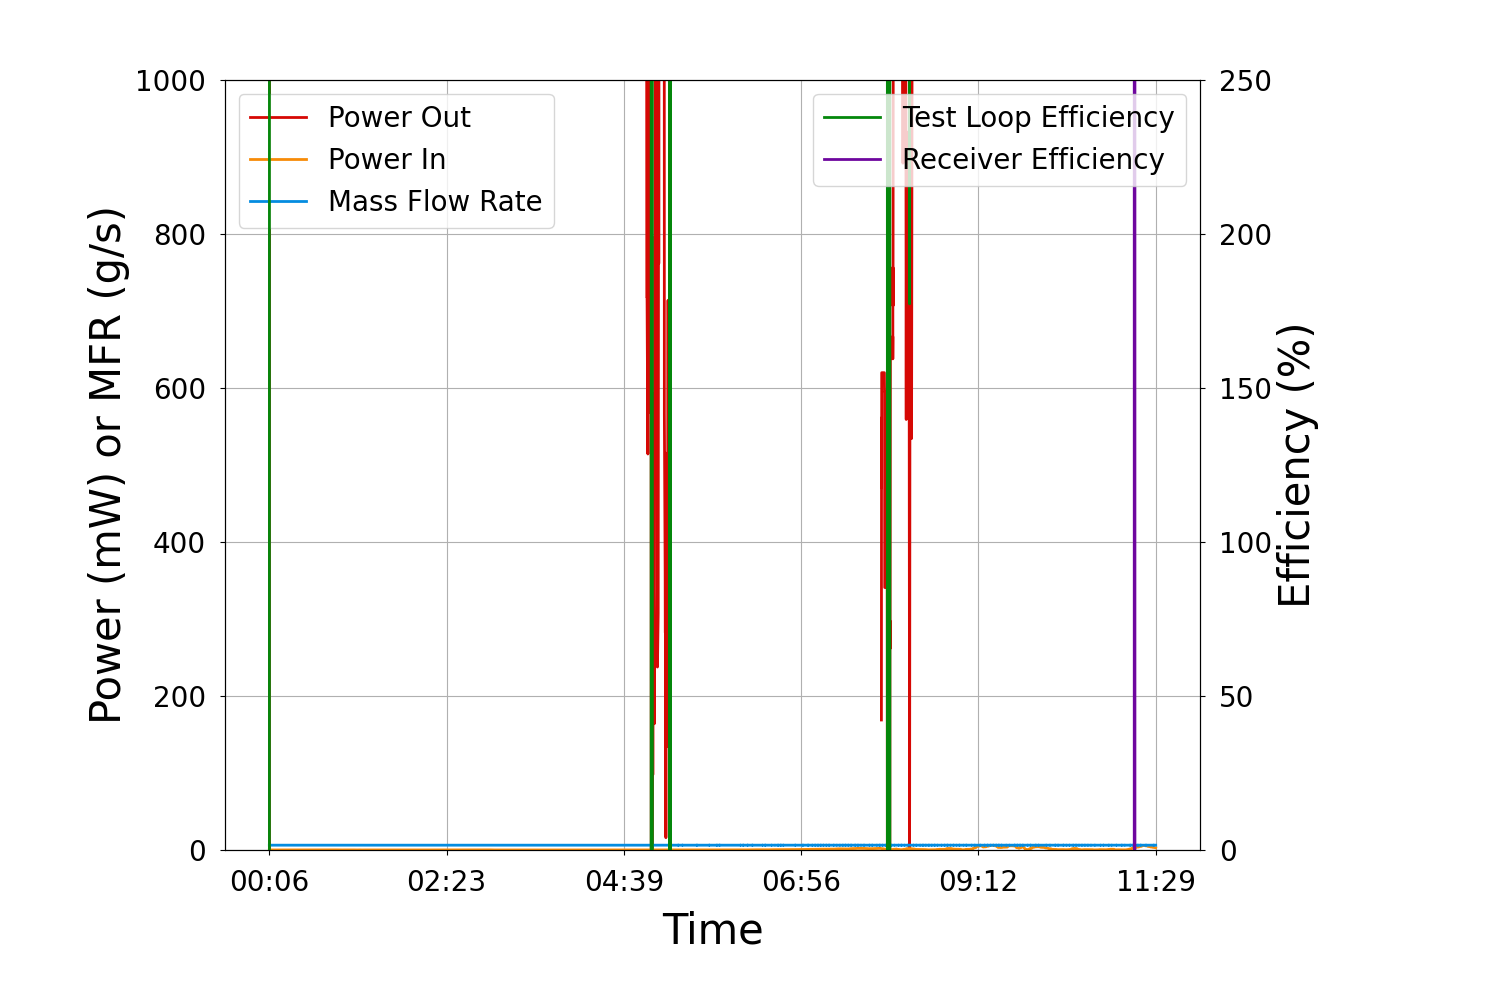 1000
800
600
400
200
0
Power (mW) or MFR (g/s)
Power Out
Power In
Mass Flow Rate
Test Loop Efficiency
Receiver Efficiency
250
200
150
100
50
0
Efficiency (%)
00:06 02:23 04:39 06:56 09:12 11:29
Time